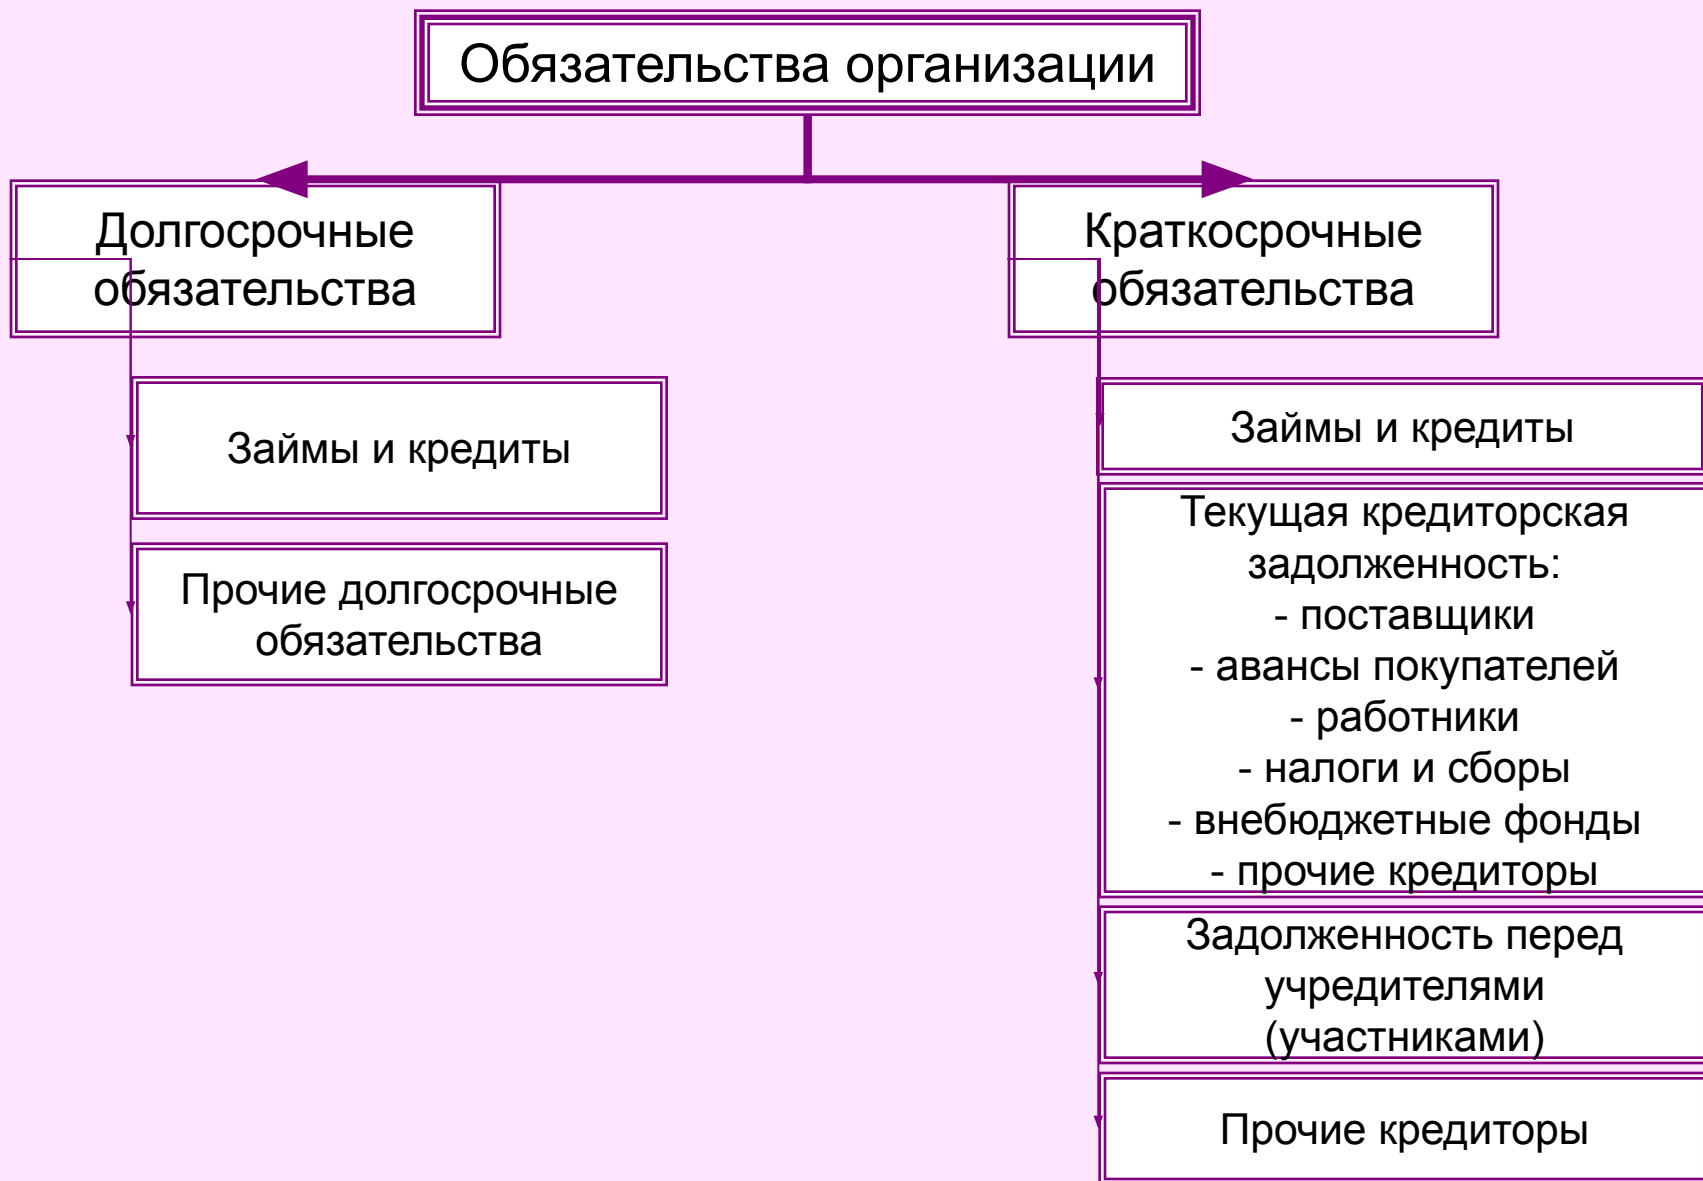 Обязательства организации
Долгосрочные
обязательства
Займы и кредиты
Прочие долгосрочные
обязательства
Краткосрочные
обязательства
Займы и кредиты
Текущая кредиторская
задолженность:
- поставщики
- авансы покупателей
- работники
- налоги и сборы
- внебюджетные фонды
- прочие кредиторы
Задолженность перед
учредителями
(участниками)
Прочие кредиторы